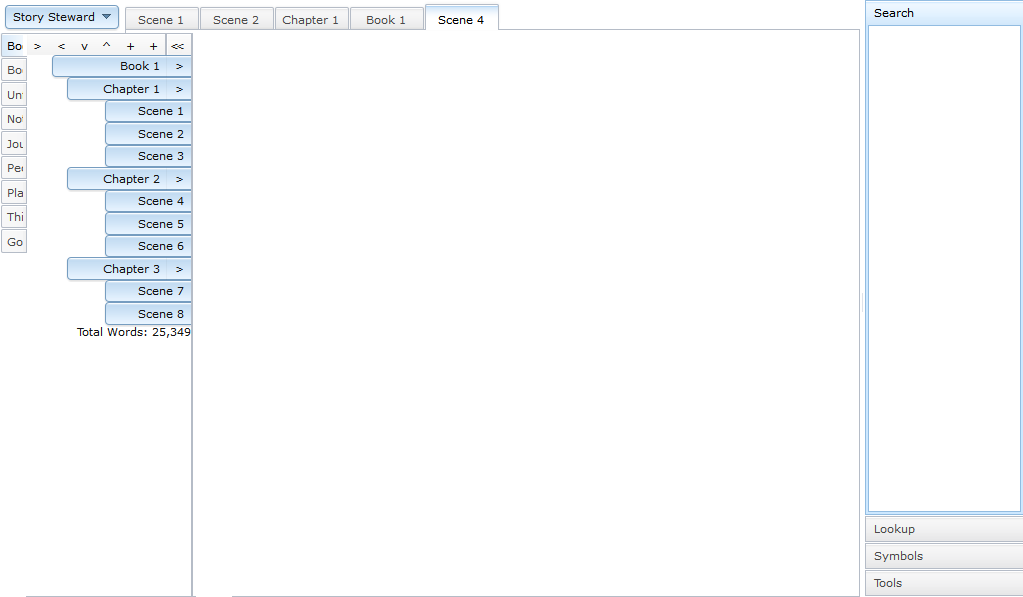 Story Steward
Scene 1
Scene 2
Chapter 1
Book 1
Scene 4
Bo
Bo
Un
No
Jou
Pe
Pla
Thi
Go
> < v ^ + + <<
Book 1 >
Chapter 1 >
Scene 1
Scene 2
Scene 3
Chapter 2 >
Scene 4
Scene 5
Scene 6
Chapter 3 >
Scene 7
Scene 8
Total Words: 25,349
Search
Lookup
Symbols
Tools